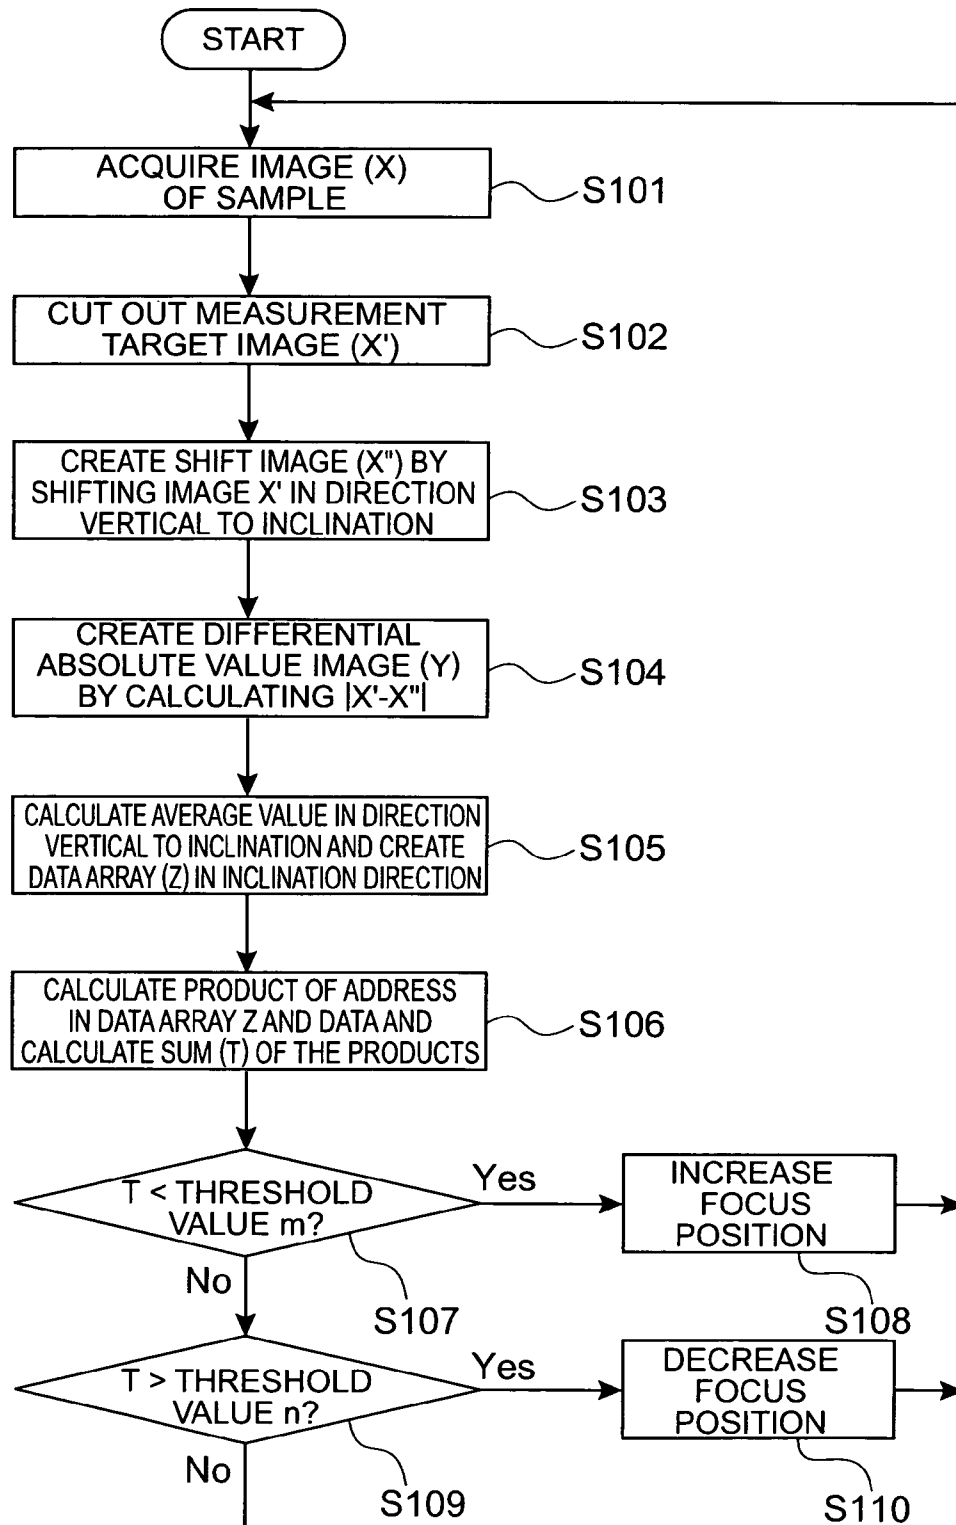 START
ACQUIRE IMAGE (X)
OF SAMPLE
S101
CUT OUT MEASUREMENT
TARGET IMAGE (X')
S102
CREATE SHIFT IMAGE (X") BY
SHIFTING IMAGE X' IN DIRECTION
VERTICAL TO INCLINATION
S103
CREATE DIFFERENTIAL
ABSOLUTE VALUE IMAGE (Y)
BY CALCULATING |X'-X"|
S104
CALCULATE AVERAGE VALUE IN DIRECTION
VERTICAL TO INCLINATION AND CREATE
DATA ARRAY (Z) IN INCLINATION DIRECTION
S105
CALCULATE PRODUCT OF ADDRESS
IN DATA ARRAY Z AND DATA AND
CALCULATE SUM (T) OF THE PRODUCTS
S106
T < THRESHOLD
VALUE m?
Yes
No
S107
INCREASE
FOCUS
POSITION
S108
T > THRESHOLD
VALUE n?
Yes
No
S109
DECREASE
FOCUS
POSITION
S110